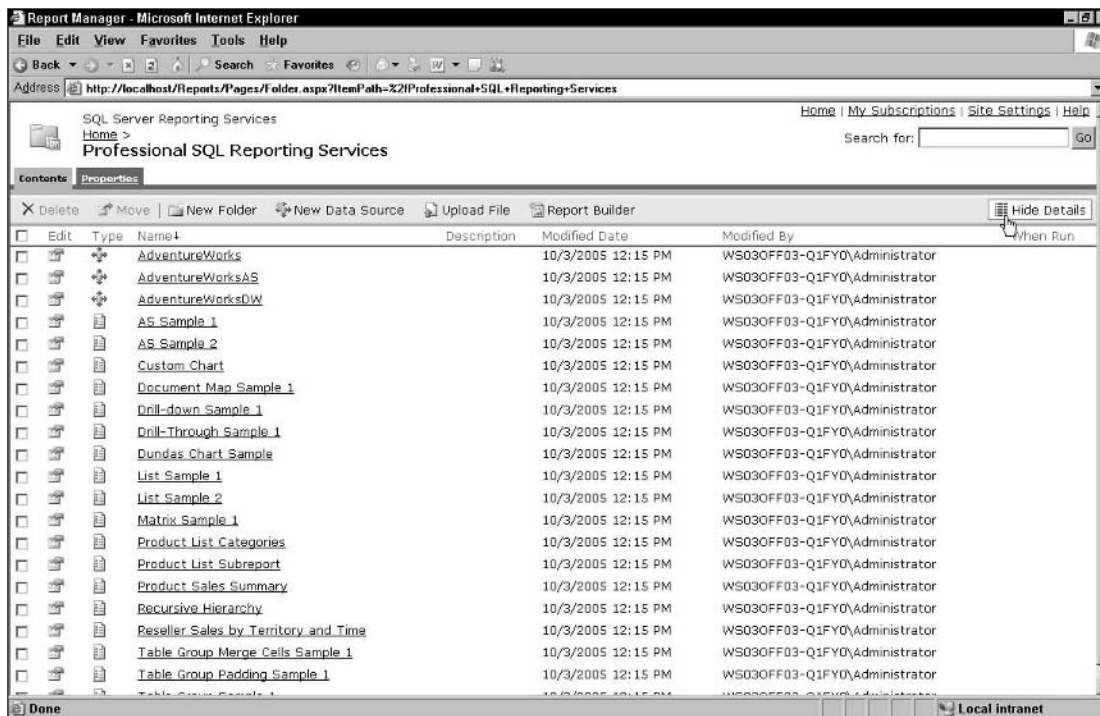 Report Manager - Microsoft Internet Explorer
File Edit View Favorites Tools Help
Back Search Favorites
Address http://localhost/Reports/Pages/Folder.aspx?ItemPath=%2fProfessional+SQL+Reporting+Services
SQL Server Reporting Services
Home | My Subscriptions | Site Settings | Help
Home >
Professional SQL Reporting Services
Search for: Go
Contents Properties
Delete Move | New Folder New Data Source Upload File Report Builder Hide Details
Edit Type Name↓ Description Modified Date Modified By When Run
AdventureWorks 10/3/2005 12:15 PM WS03OFF03-Q1FY0\Administrator
AdventureWorksAS 10/3/2005 12:15 PM WS03OFF03-Q1FY0\Administrator
AdventureWorksDW 10/3/2005 12:15 PM WS03OFF03-Q1FY0\Administrator
AS Sample 1 10/3/2005 12:15 PM WS03OFF03-Q1FY0\Administrator
AS Sample 2 10/3/2005 12:15 PM WS03OFF03-Q1FY0\Administrator
Custom Chart 10/3/2005 12:15 PM WS03OFF03-Q1FY0\Administrator
Document Map Sample 1 10/3/2005 12:15 PM WS03OFF03-Q1FY0\Administrator
Drill-down Sample 1 10/3/2005 12:15 PM WS03OFF03-Q1FY0\Administrator
Drill-Through Sample 1 10/3/2005 12:15 PM WS03OFF03-Q1FY0\Administrator
Dundas Chart Sample 10/3/2005 12:15 PM WS03OFF03-Q1FY0\Administrator
List Sample 1 10/3/2005 12:15 PM WS03OFF03-Q1FY0\Administrator
List Sample 2 10/3/2005 12:15 PM WS03OFF03-Q1FY0\Administrator
Matrix Sample 1 10/3/2005 12:15 PM WS03OFF03-Q1FY0\Administrator
Product List Categories 10/3/2005 12:15 PM WS03OFF03-Q1FY0\Administrator
Product List Subreport 10/3/2005 12:15 PM WS03OFF03-Q1FY0\Administrator
Product Sales Summary 10/3/2005 12:15 PM WS03OFF03-Q1FY0\Administrator
Recursive Hierarchy 10/3/2005 12:15 PM WS03OFF03-Q1FY0\Administrator
Reseller Sales by Territory and Time 10/3/2005 12:15 PM WS03OFF03-Q1FY0\Administrator
Table Group Merge Cells Sample 1 10/3/2005 12:15 PM WS03OFF03-Q1FY0\Administrator
Table Group Padding Sample 1 10/3/2005 12:15 PM WS03OFF03-Q1FY0\Administrator
Done Local intranet